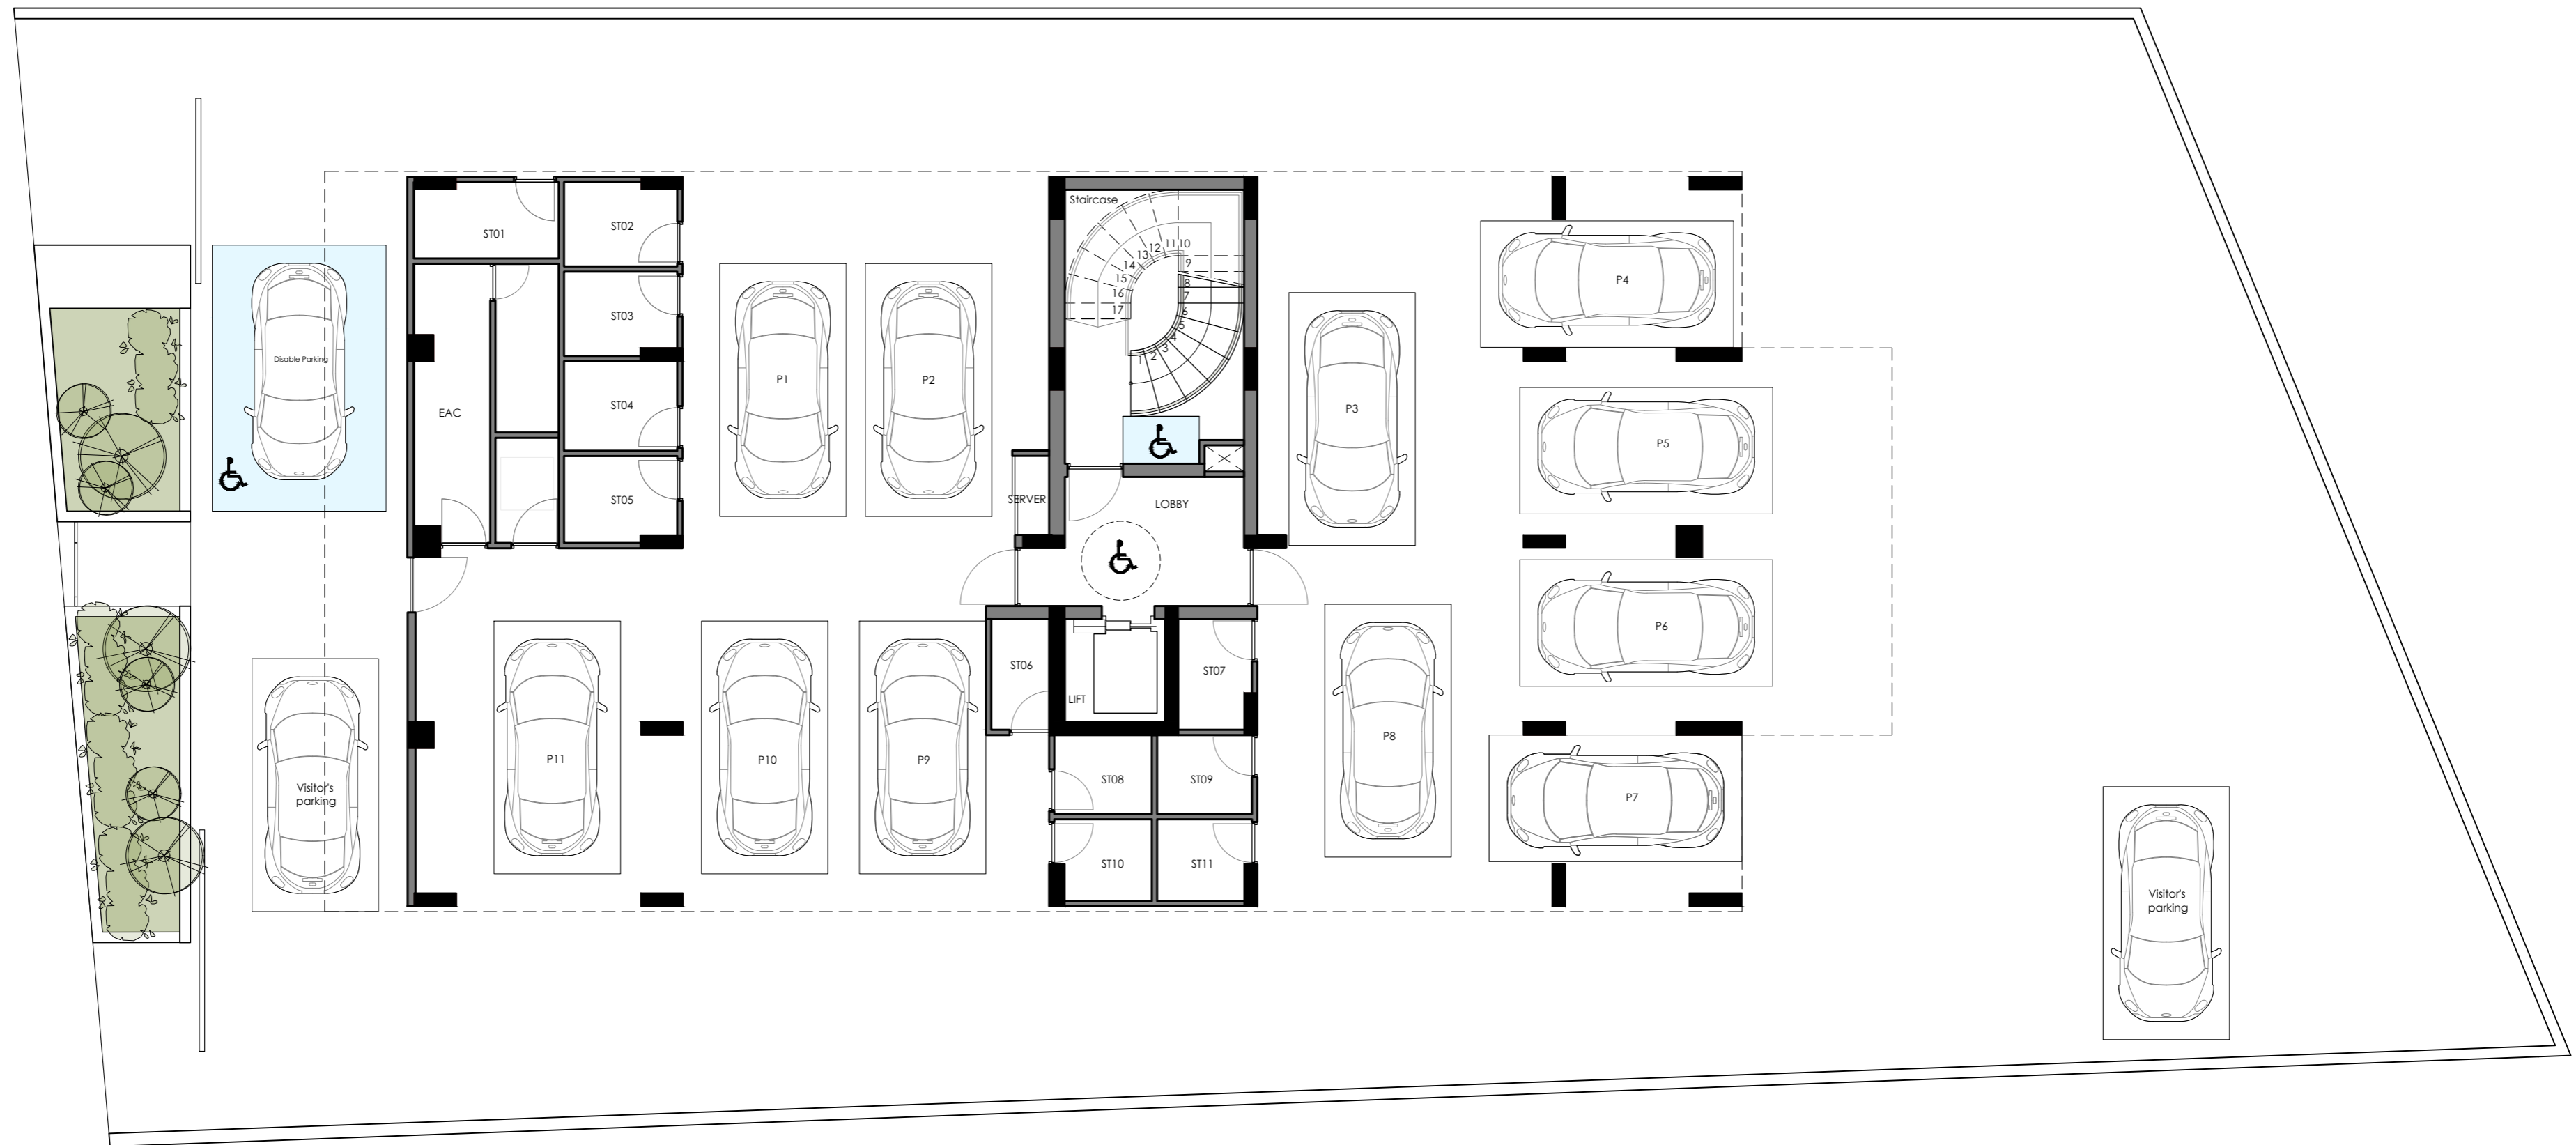 Staircase
ST01
ST02
ST03
ST04
ST05
EAC
Disable Parking
P1
P2
17
16
15
14
13
12
11
10
9
8
7
6
5
4
3
2
1
SERVER
LOBBY
P3
P4
P5
P6
P7
P8
ST06
LIFT
ST07
ST08
ST09
ST10
ST11
P9
P10
P11
Visitor's
parking
Visitor's
parking